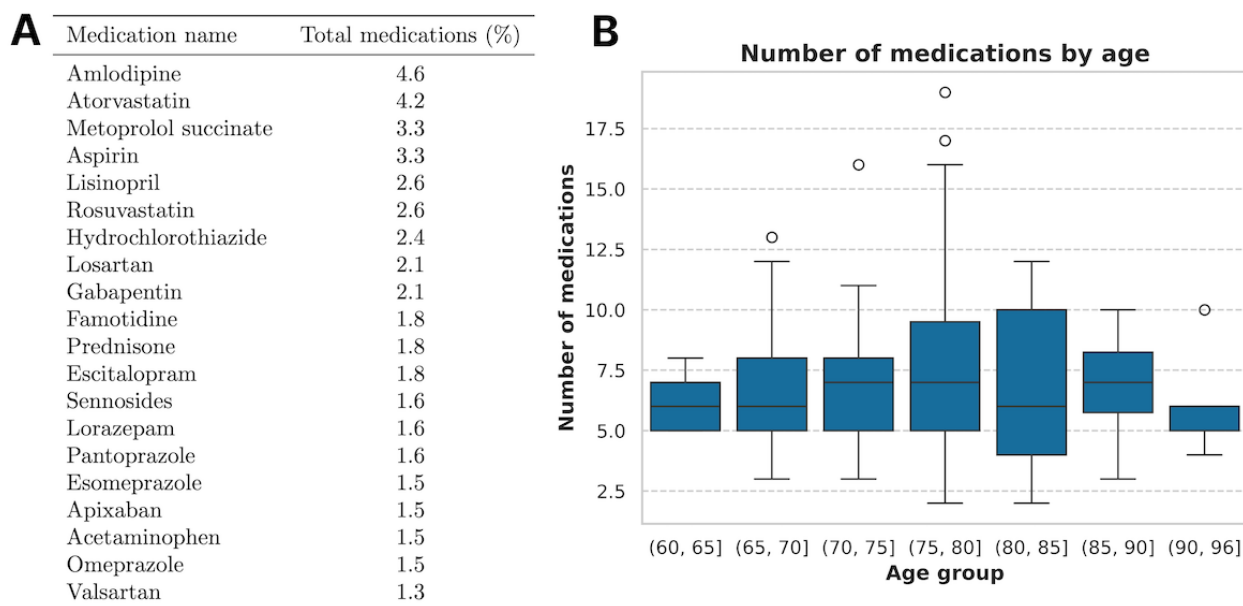 A
Medication name Total medications (%)
Amlodipine 4.6
Atorvastatin 4.2
Metoprolol succinate 3.3
Aspirin 3.3
Lisinopril 2.6
Rosuvastatin 2.6
Hydrochlorothiazide 2.4
Losartan 2.1
Gabapentin 2.1
Famotidine 1.8
Prednisone 1.8
Escitalopram 1.8
Sennosides 1.6
Lorazepam 1.6
Pantoprazole 1.6
Esomeprazole 1.5
Apixaban 1.5
Acetaminophen 1.5
Omeprazole 1.5
Valsartan 1.3
B
Number of medications by age
Number of medications
17.5
15.0
12.5
10.0
7.5
5.0
2.5
(60, 65] (65, 70] (70, 75] (75, 80] (80, 85] (85, 90] (90, 96]
Age group